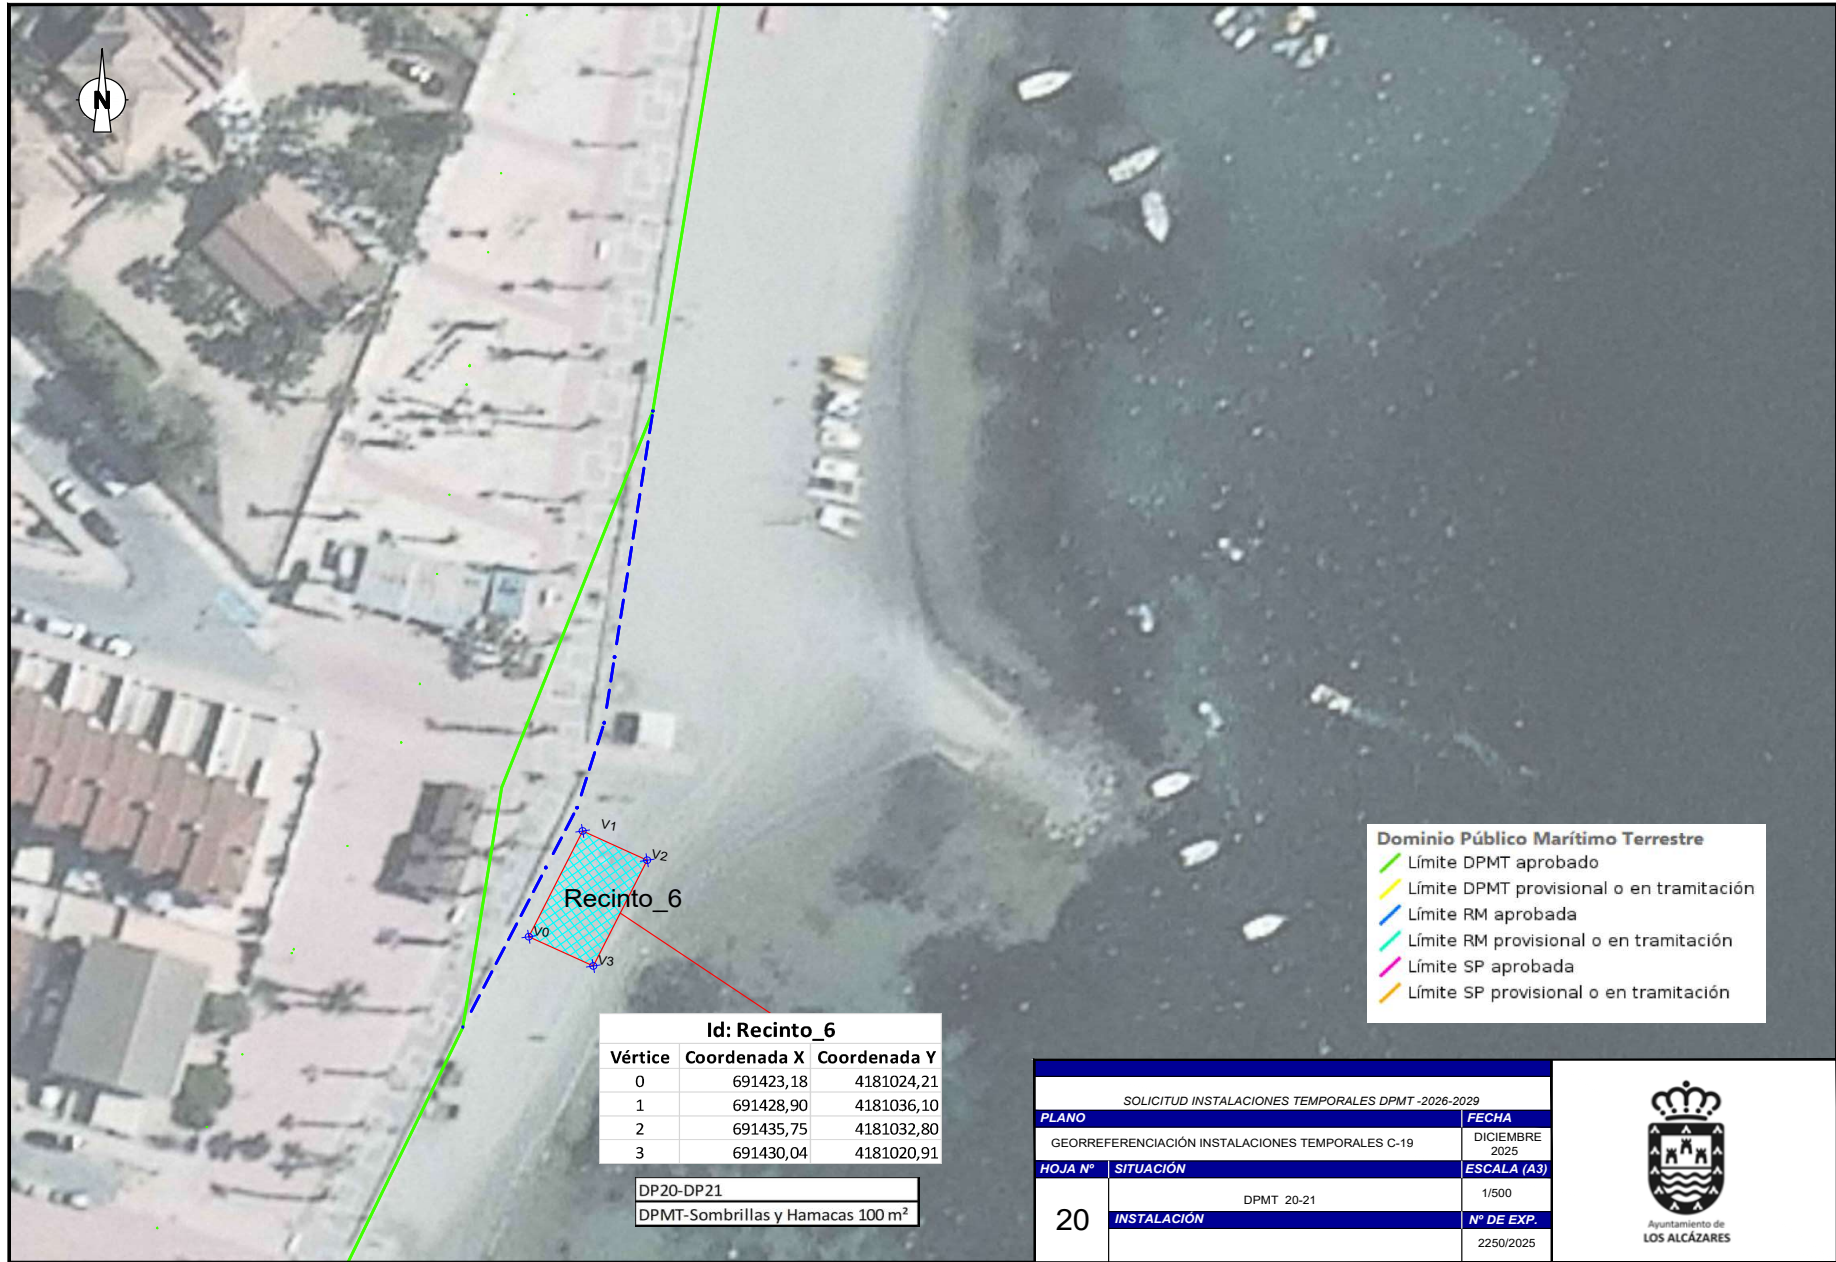 N
V1
V2
Recinto_6
V0
V3
Dominio Público Marítimo Terrestre
Límite DPMT aprobado
Límite DPMT provisional o en tramitación
Límite RM aprobada
Límite RM provisional o en tramitación
Límite SP aprobada
Límite SP provisional o en tramitación
Id: Recinto_6
Vértice Coordenada X Coordenada Y
0 691423,18 4181024,21
1 691428,90 4181036,10
2 691435,75 4181032,80
3 691430,04 4181020,91
DP20-DP21
DPMT-Sombrillas y Hamacas 100 m²
SOLICITUD INSTALACIONES TEMPORALES DPMT -2026-2029
PLANO FECHA
GEORREFERENCIACIÓN INSTALACIONES TEMPORALES C-19 DICIEMBRE 2025
HOJA Nº SITUACIÓN ESCALA (A3)
20 DPMT 20-21 1/500
INSTALACIÓN Nº DE EXP.
2250/2025
Ayuntamiento de
LOS ALCÁZARES